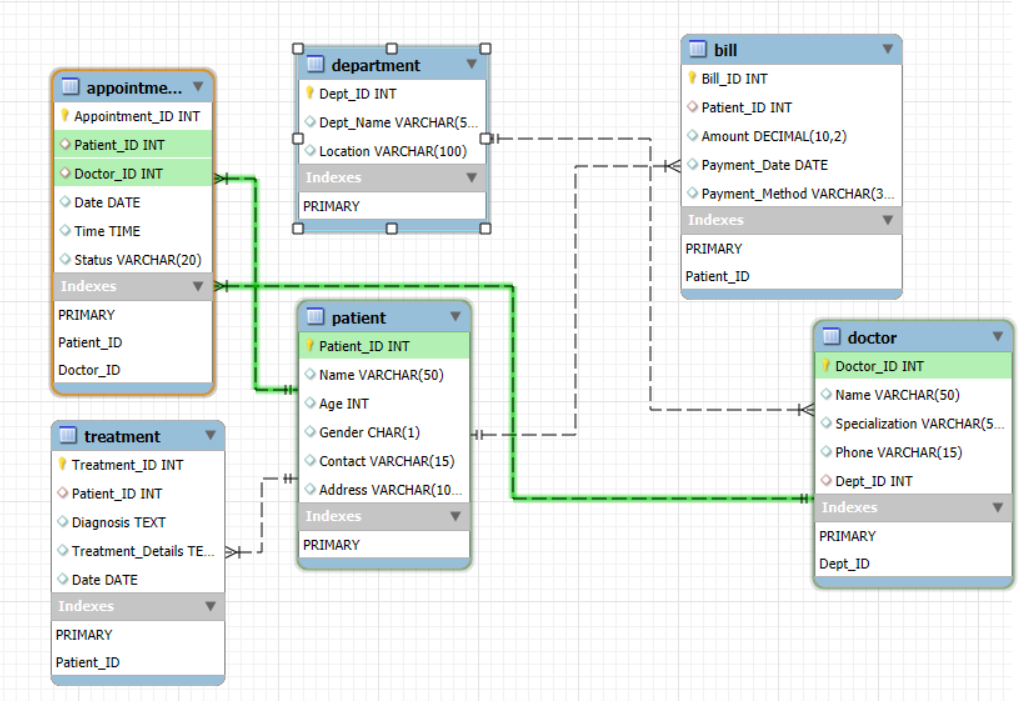 appointme...
Appointment_ID INT
Patient_ID INT
Doctor_ID INT
Date DATE
Time TIME
Status VARCHAR(20)
Indexes
PRIMARY
Patient_ID
Doctor_ID
department
Dept_ID INT
Dept_Name VARCHAR(5...
Location VARCHAR(100)
Indexes
PRIMARY
bill
Bill_ID INT
Patient_ID INT
Amount DECIMAL(10,2)
Payment_Date DATE
Payment_Method VARCHAR(3...
Indexes
PRIMARY
Patient_ID
patient
Patient_ID INT
Name VARCHAR(50)
Age INT
Gender CHAR(1)
Contact VARCHAR(15)
Address VARCHAR(10...
Indexes
PRIMARY
doctor
Doctor_ID INT
Name VARCHAR(50)
Specialization VARCHAR(5...
Phone VARCHAR(15)
Dept_ID INT
Indexes
PRIMARY
Dept_ID
treatment
Treatment_ID INT
Patient_ID INT
Diagnosis TEXT
Treatment_Details TE...
Date DATE
Indexes
PRIMARY
Patient_ID